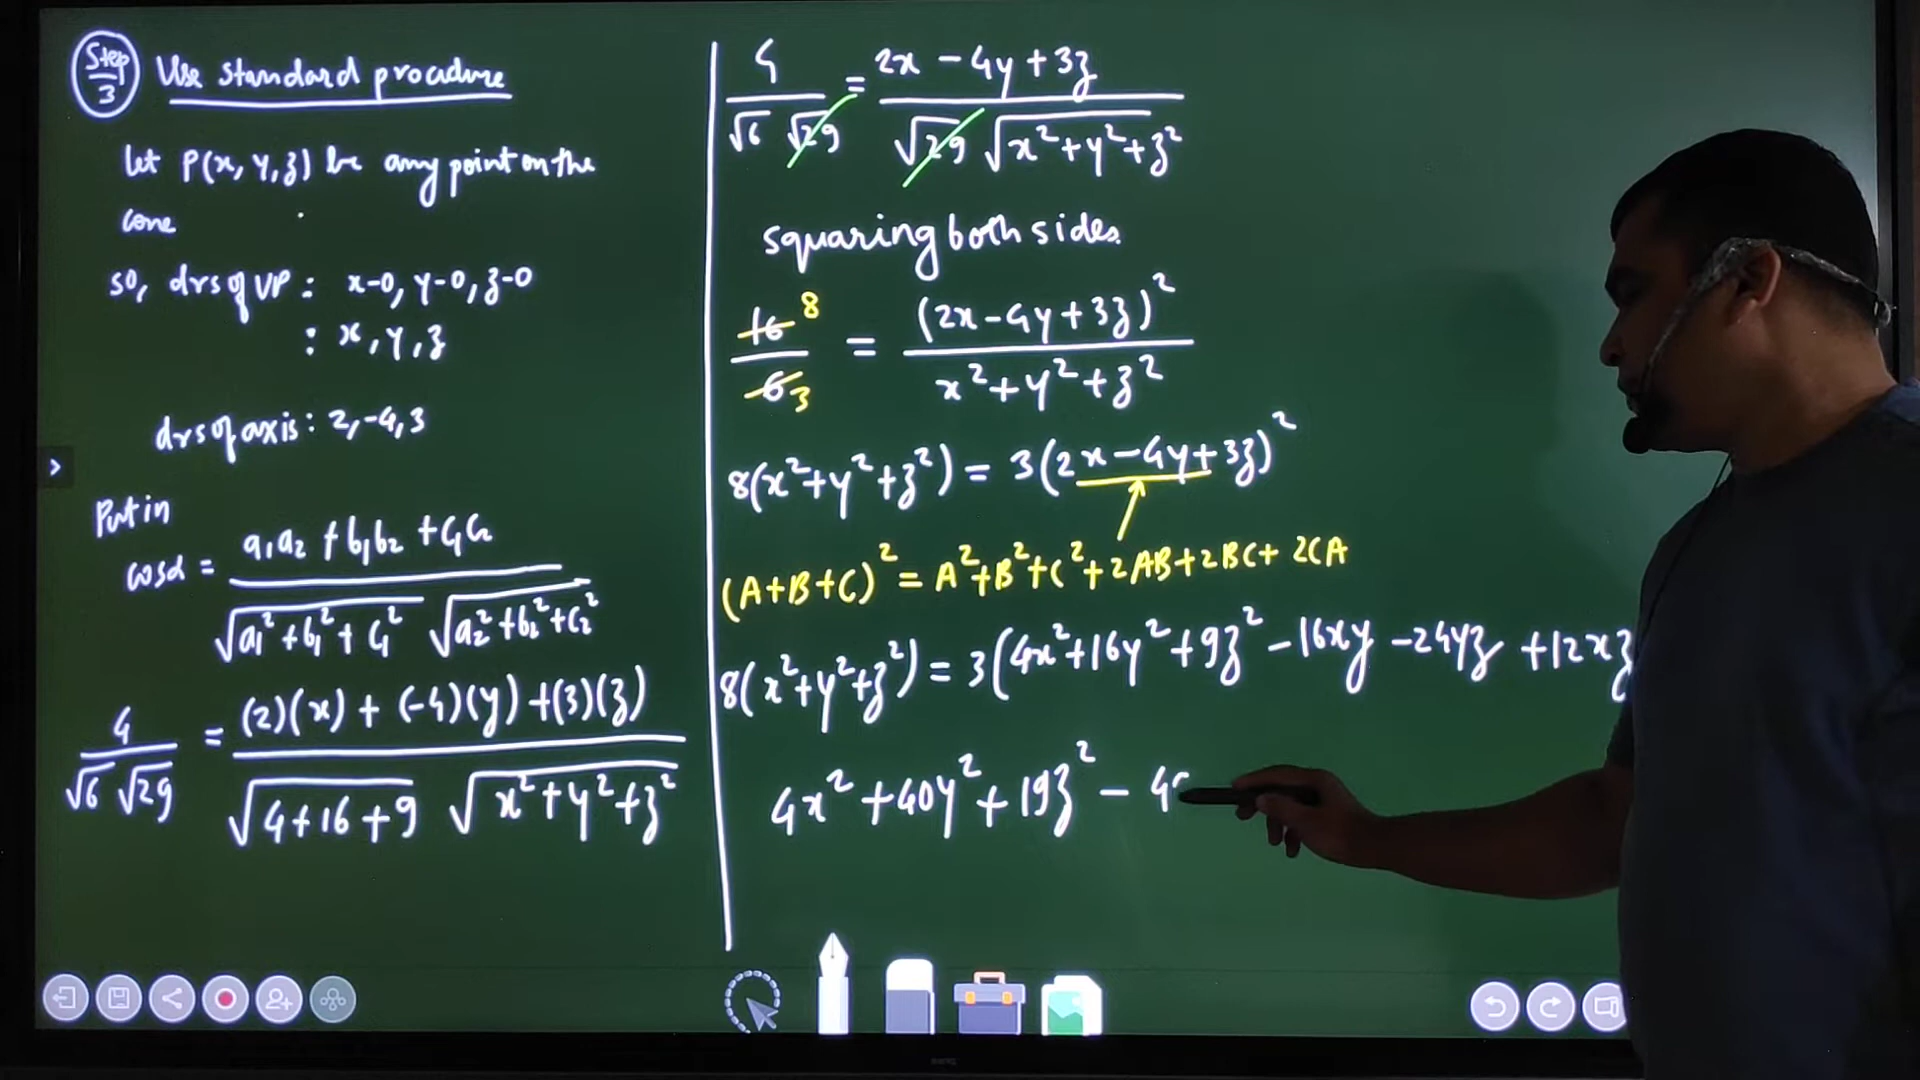 Step 3 Use standard procedure
let P(x, y, z) be any point on the
cone
so, drs of VP : x-0, y-0, z-0
: x, y, z
drs of axis : 2, -4, 3
Put in
cosα = a₁a₂ + b₁b₂ + c₁c₂ / √a₁²+b₁²+c₁² √a₂²+b₂²+c₂²
4 / √6 √29 = (2)(x) + (-4)(y) + (3)(z) / √4+16+9 √x²+y²+z²
4 / √6 √29 = 2x - 4y + 3z / √29 √x²+y²+z²
squaring both sides.
16 8 / 6 3 = (2x-4y+3z)² / x²+y²+z²
8(x²+y²+z²) = 3(2x-4y+3z)²
(A+B+C)² = A²+B²+C²+2AB+2BC+2CA
8(x²+y²+z²) = 3(4x²+16y²+9z²-16xy-24yz+12xz
4x²+40y²+19z²-4